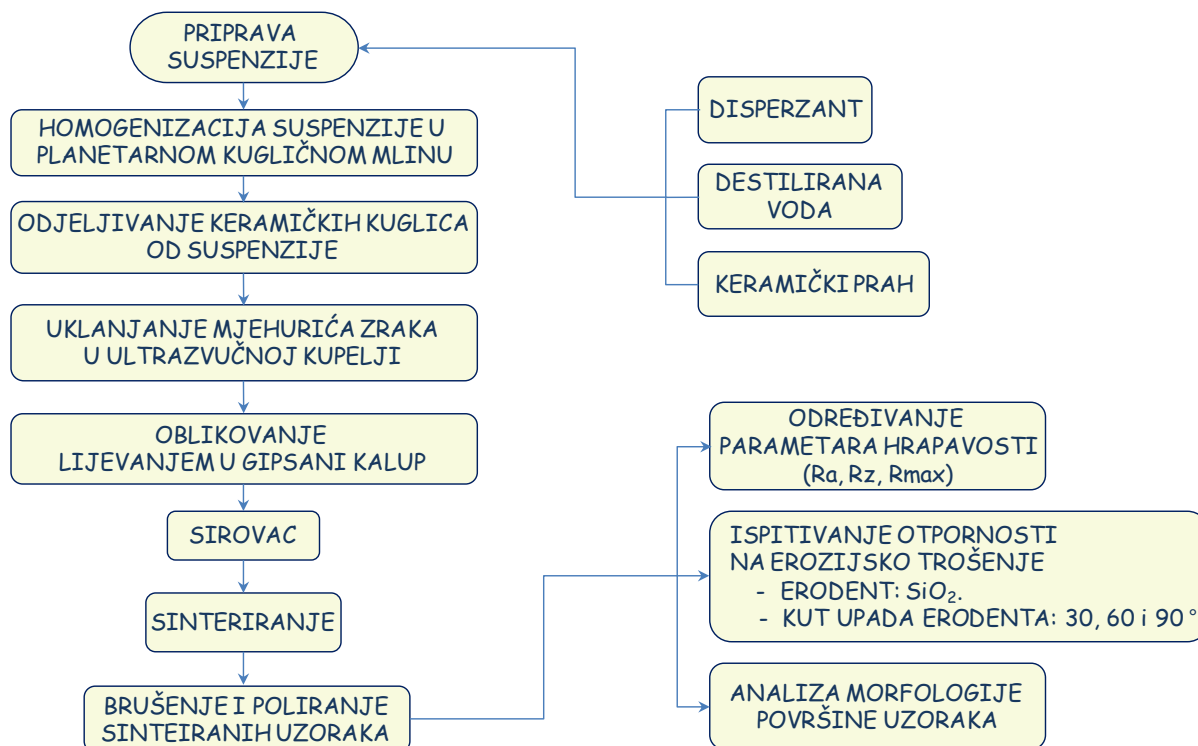 PRIPRAVA
SUSPENZIJE
HOMOGENIZACIJA SUSPENZIJE U
PLANETARNOM KUGLIČNOM MLINU
ODJELJIVANJE KERAMIČKIH KUGLICA
OD SUSPENZIJE
UKLANJANJE MJEHURIĆA ZRAKA
U ULTRAZVUČNOJ KUPELJI
OBLIKOVANJE
LIJEVANJEM U GIPSANI KALUP
SIROVAC
SINTERIRANJE
BRUŠENJE I POLIRANJE
SINTEIRANIH UZORAKA
DISPERZANT
DESTILIRANA
VODA
KERAMIČKI PRAH
ODREĐIVANJE
PARAMETARA HRAPAVOSTI
(Ra, Rz, Rmax)
ISPITIVANJE OTPORNOSTI
NA EROZIJSKO TROŠENJE
- ERODENT: SiO₂.
- KUT UPADA ERODENTA: 30, 60 i 90 °
ANALIZA MORFOLOGIJE
POVRŠINE UZORAKA